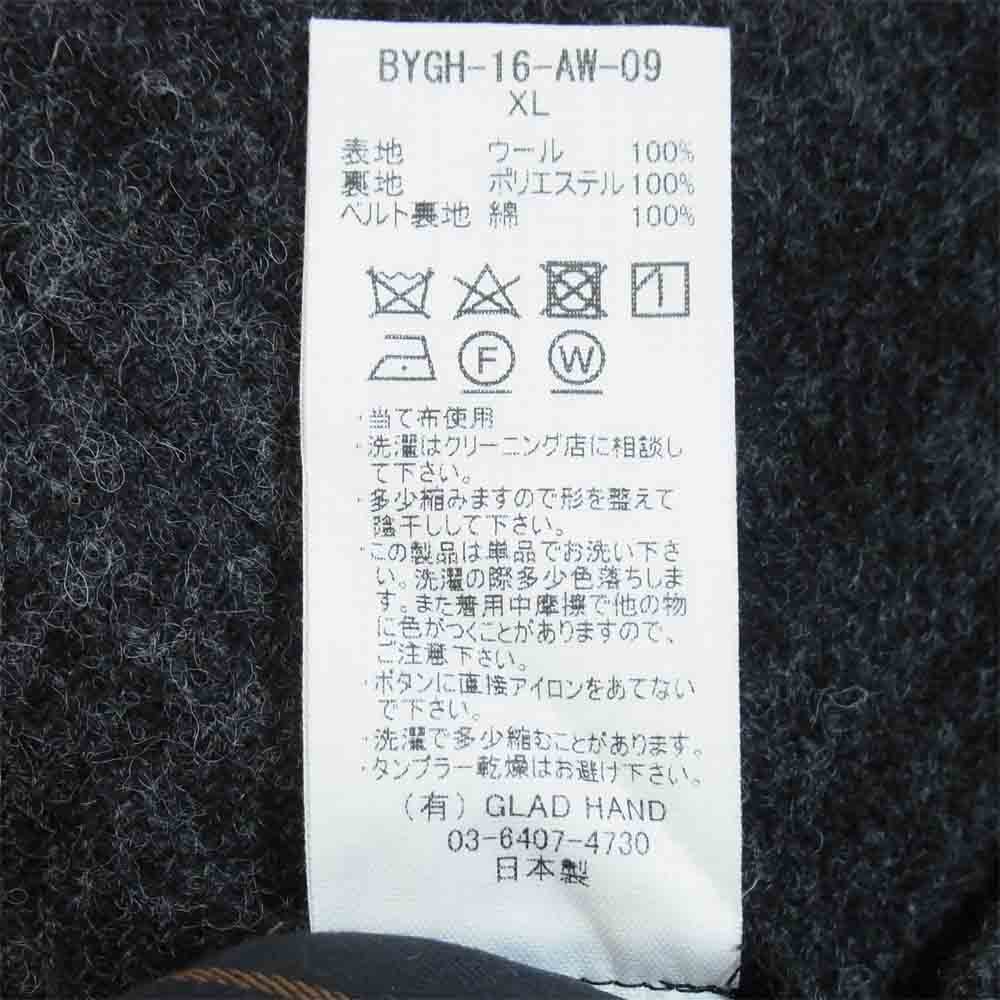 BYGH-16-AW-09
XL
表地 ウール 100%
裏地 ポリエステル 100%
ベルト裏地 綿 100%
F W
・当て布使用
・洗濯はクリーニング店に相談し
て下さい。
・多少縮みますので形を整えて
陰干しして下さい。
・この製品は単品でお洗い下さ
い。洗濯の際多少色落ちしま
す。また着用中摩擦で他の物
に色がつくことがありますので、
ご注意下さい。
・ボタンに直接アイロンをあてない
で下さい。
・洗濯で多少縮むことがあります。
・タンブラー乾燥はお避け下さい。
(有) GLAD HAND
03-6407-4730
日本製